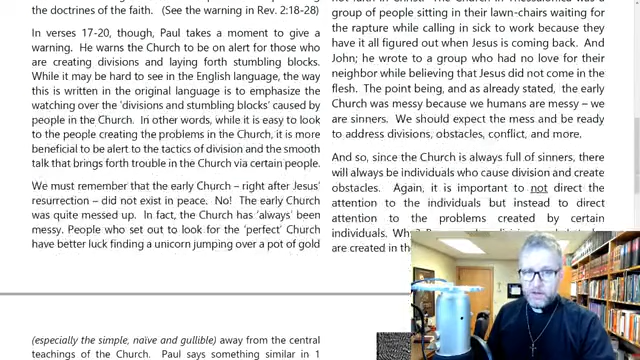 the doctrines of the faith.  (See the warning in Rev. 2:18-28)
In verses 17-20, though, Paul takes a moment to give a
warning.  He warns the Church to be on alert for those who
are creating divisions and laying forth stumbling blocks.
While it may be hard to see in the English language, the way
this is written in the original language is to emphasize the
watching over the 'divisions and stumbling blocks' caused by
people in the Church.  In other words, while it is easy to look
to the people creating the problems in the Church, it is more
beneficial to be alert to the tactics of division and the smooth
talk that brings forth trouble in the Church via certain people.
We must remember that the early Church – right after Jesus'
resurrection – did not exist in peace.  No!  The early Church
was quite messed up.  In fact, the Church has 'always' been
messy.  People who set out to look for the 'perfect' Church
have better luck finding a unicorn jumping over a pot of gold
(especially the simple, naïve and gullible) away from the central
teachings of the Church.  Paul says something similar in 1
group of people sitting in their lawn-chairs waiting for
the rapture while calling in sick to work because they
have it all figured out when Jesus is coming back.  And
John; he wrote to a group who had no love for their
neighbor while believing that Jesus did not come in the
flesh.  The point being, and as already stated, the early
Church was messy because we humans are messy – we
are sinners.  We should expect the mess and be ready
to address divisions, obstacles, conflict, and more.
And so, since the Church is always full of sinners, there
will always be individuals who cause division and create
obstacles.  Again, it is important to not direct the
attention to the individuals but instead to direct
attention to the problems created by certain
individuals.
are created in the